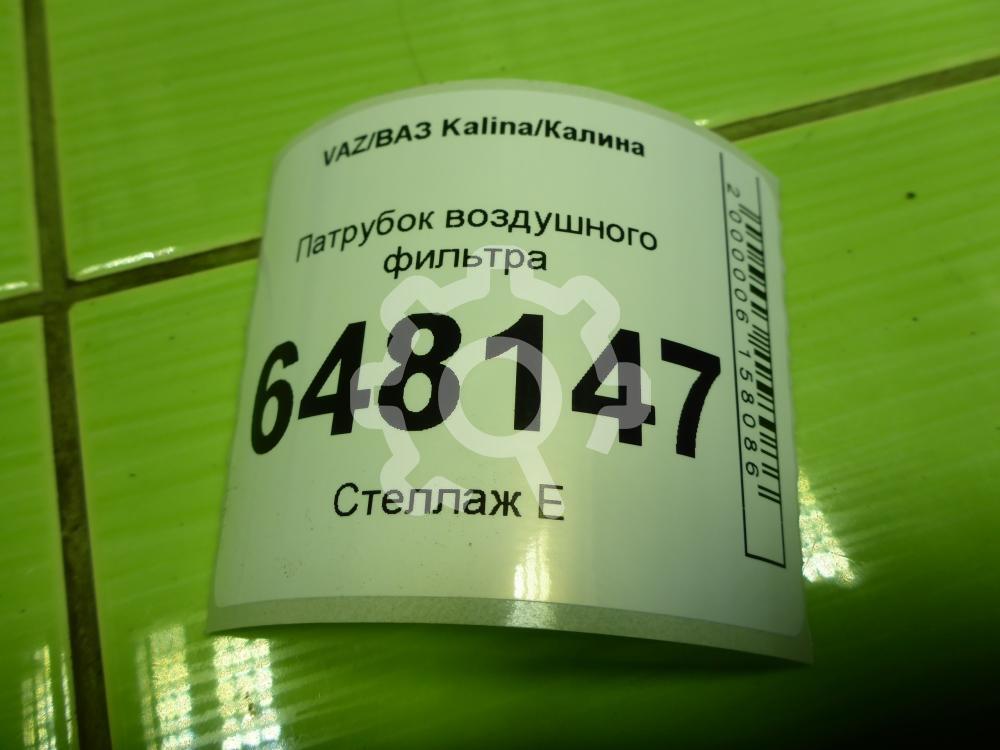 VAZ/ВАЗ Kalina/Калина
Патрубок воздушного
фильтра
648147
Стеллаж Е
2000006158086